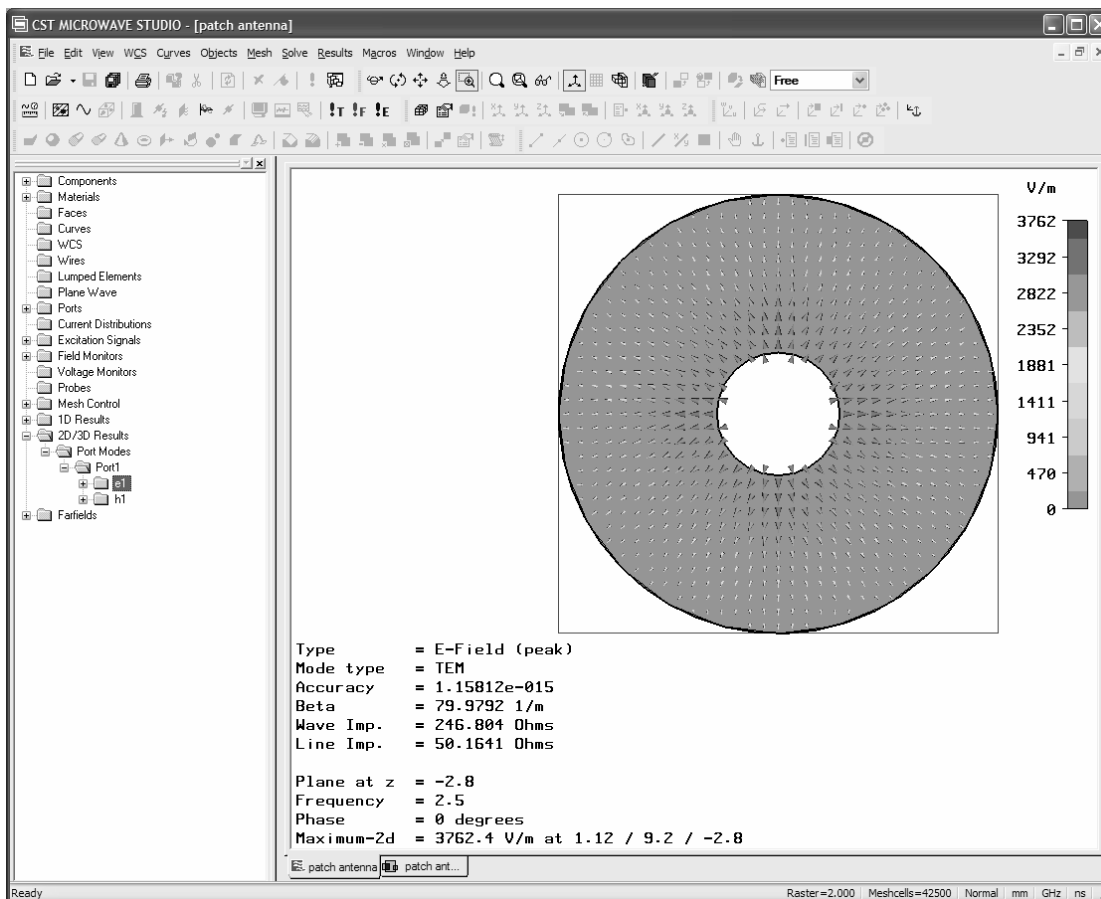 CST MICROWAVE STUDIO - [patch antenna]
File Edit View WCS Curves Objects Mesh Solve Results Macros Window Help
Free
!T !F !E
Components
Materials
Faces
Curves
WCS
Wires
Lumped Elements
Plane Wave
Ports
Current Distributions
Excitation Signals
Field Monitors
Voltage Monitors
Probes
Mesh Control
1D Results
2D/3D Results
Port Modes
Port1
e1
h1
Farfields
V/m
3762
3292
2822
2352
1881
1411
941
470
0
Type = E-Field (peak)
Mode type = TEM
Accuracy = 1.15812e-015
Beta = 79.9792 1/m
Wave Imp. = 246.804 Ohms
Line Imp. = 50.1641 Ohms
Plane at z = -2.8
Frequency = 2.5
Phase = 0 degrees
Maximum-2d = 3762.4 V/m at 1.12 / 9.2 / -2.8
patch antenna patch ant...
Ready Raster=2.000 Meshcells=42500 Normal mm GHz ns